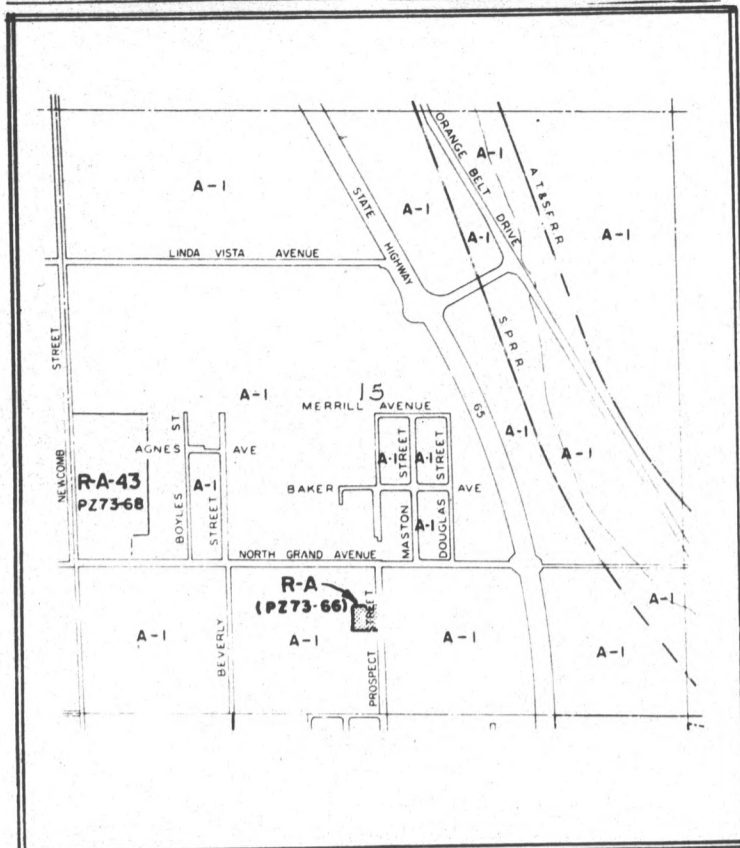 A-1
STATE HIGHWAY
A-1
ORANGE BELT DRIVE
A-1
A-1
A.T.&S.F.R.R
A-1
LINDA VISTA AVENUE
NEWCOMB STREET
S.P.R.R.
65
A-1
15
MERRILL AVENUE
AGNES AVE
BOYLES ST
A-1
STREET
R-A-43
PZ73-68
A-1
STREET
A-1
STREET
BAKER AVE
MASTON
A-1
DOUGLAS
A-1
A-1
NORTH GRAND AVENUE
R-A
(PZ73-66)
STREET
A-1
BEVERLY
A-1
PROSPECT
A-1
A-1
A-1